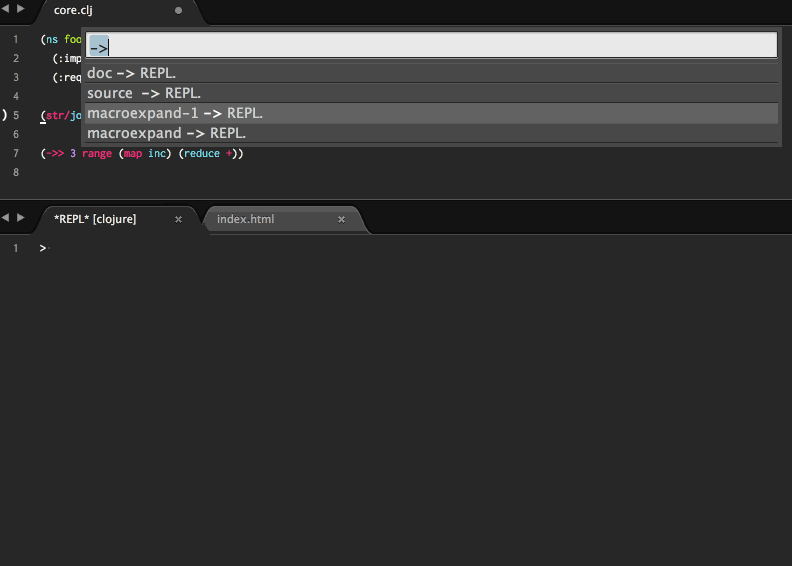 core.clj
->
doc -> REPL.
source -> REPL.
macroexpand-1 -> REPL.
macroexpand -> REPL.
1 (ns foo
2 (:imp
3 (:req
4
) 5 (str/jo
6
7 (->> 3 range (map inc) (reduce +))
8
*REPL* [clojure] × index.html ×
1 >